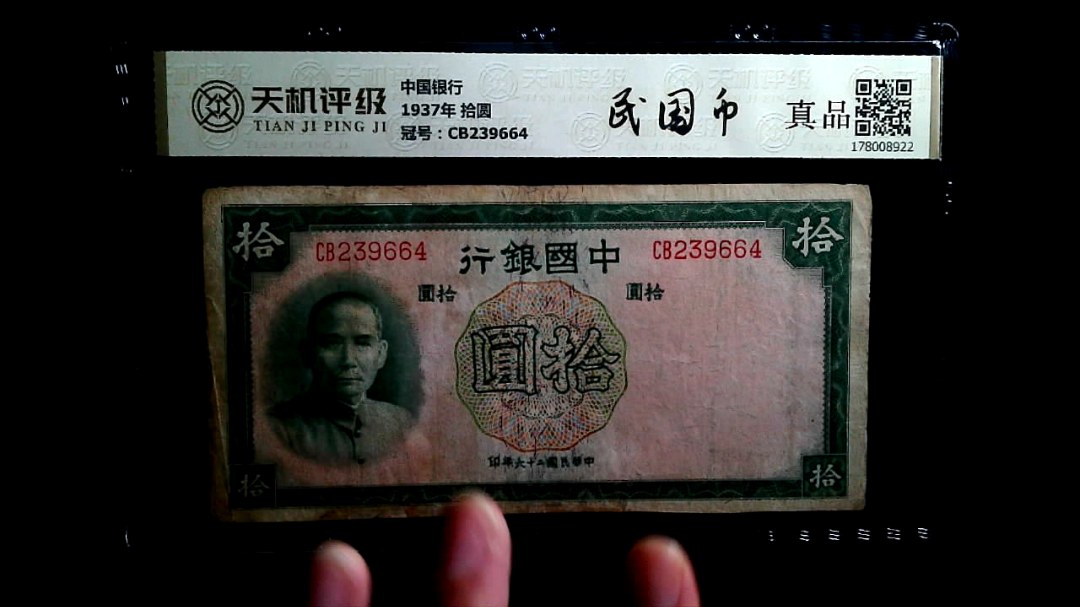 天机评级
TIAN JI PING JI
中国银行
1937年 拾圆
冠号：CB239664
民国币
真品
178008922
拾
拾
CB239664
行銀國中
CB239664
圓拾
圓拾
圓拾
印年六十二國民華中
拾
拾